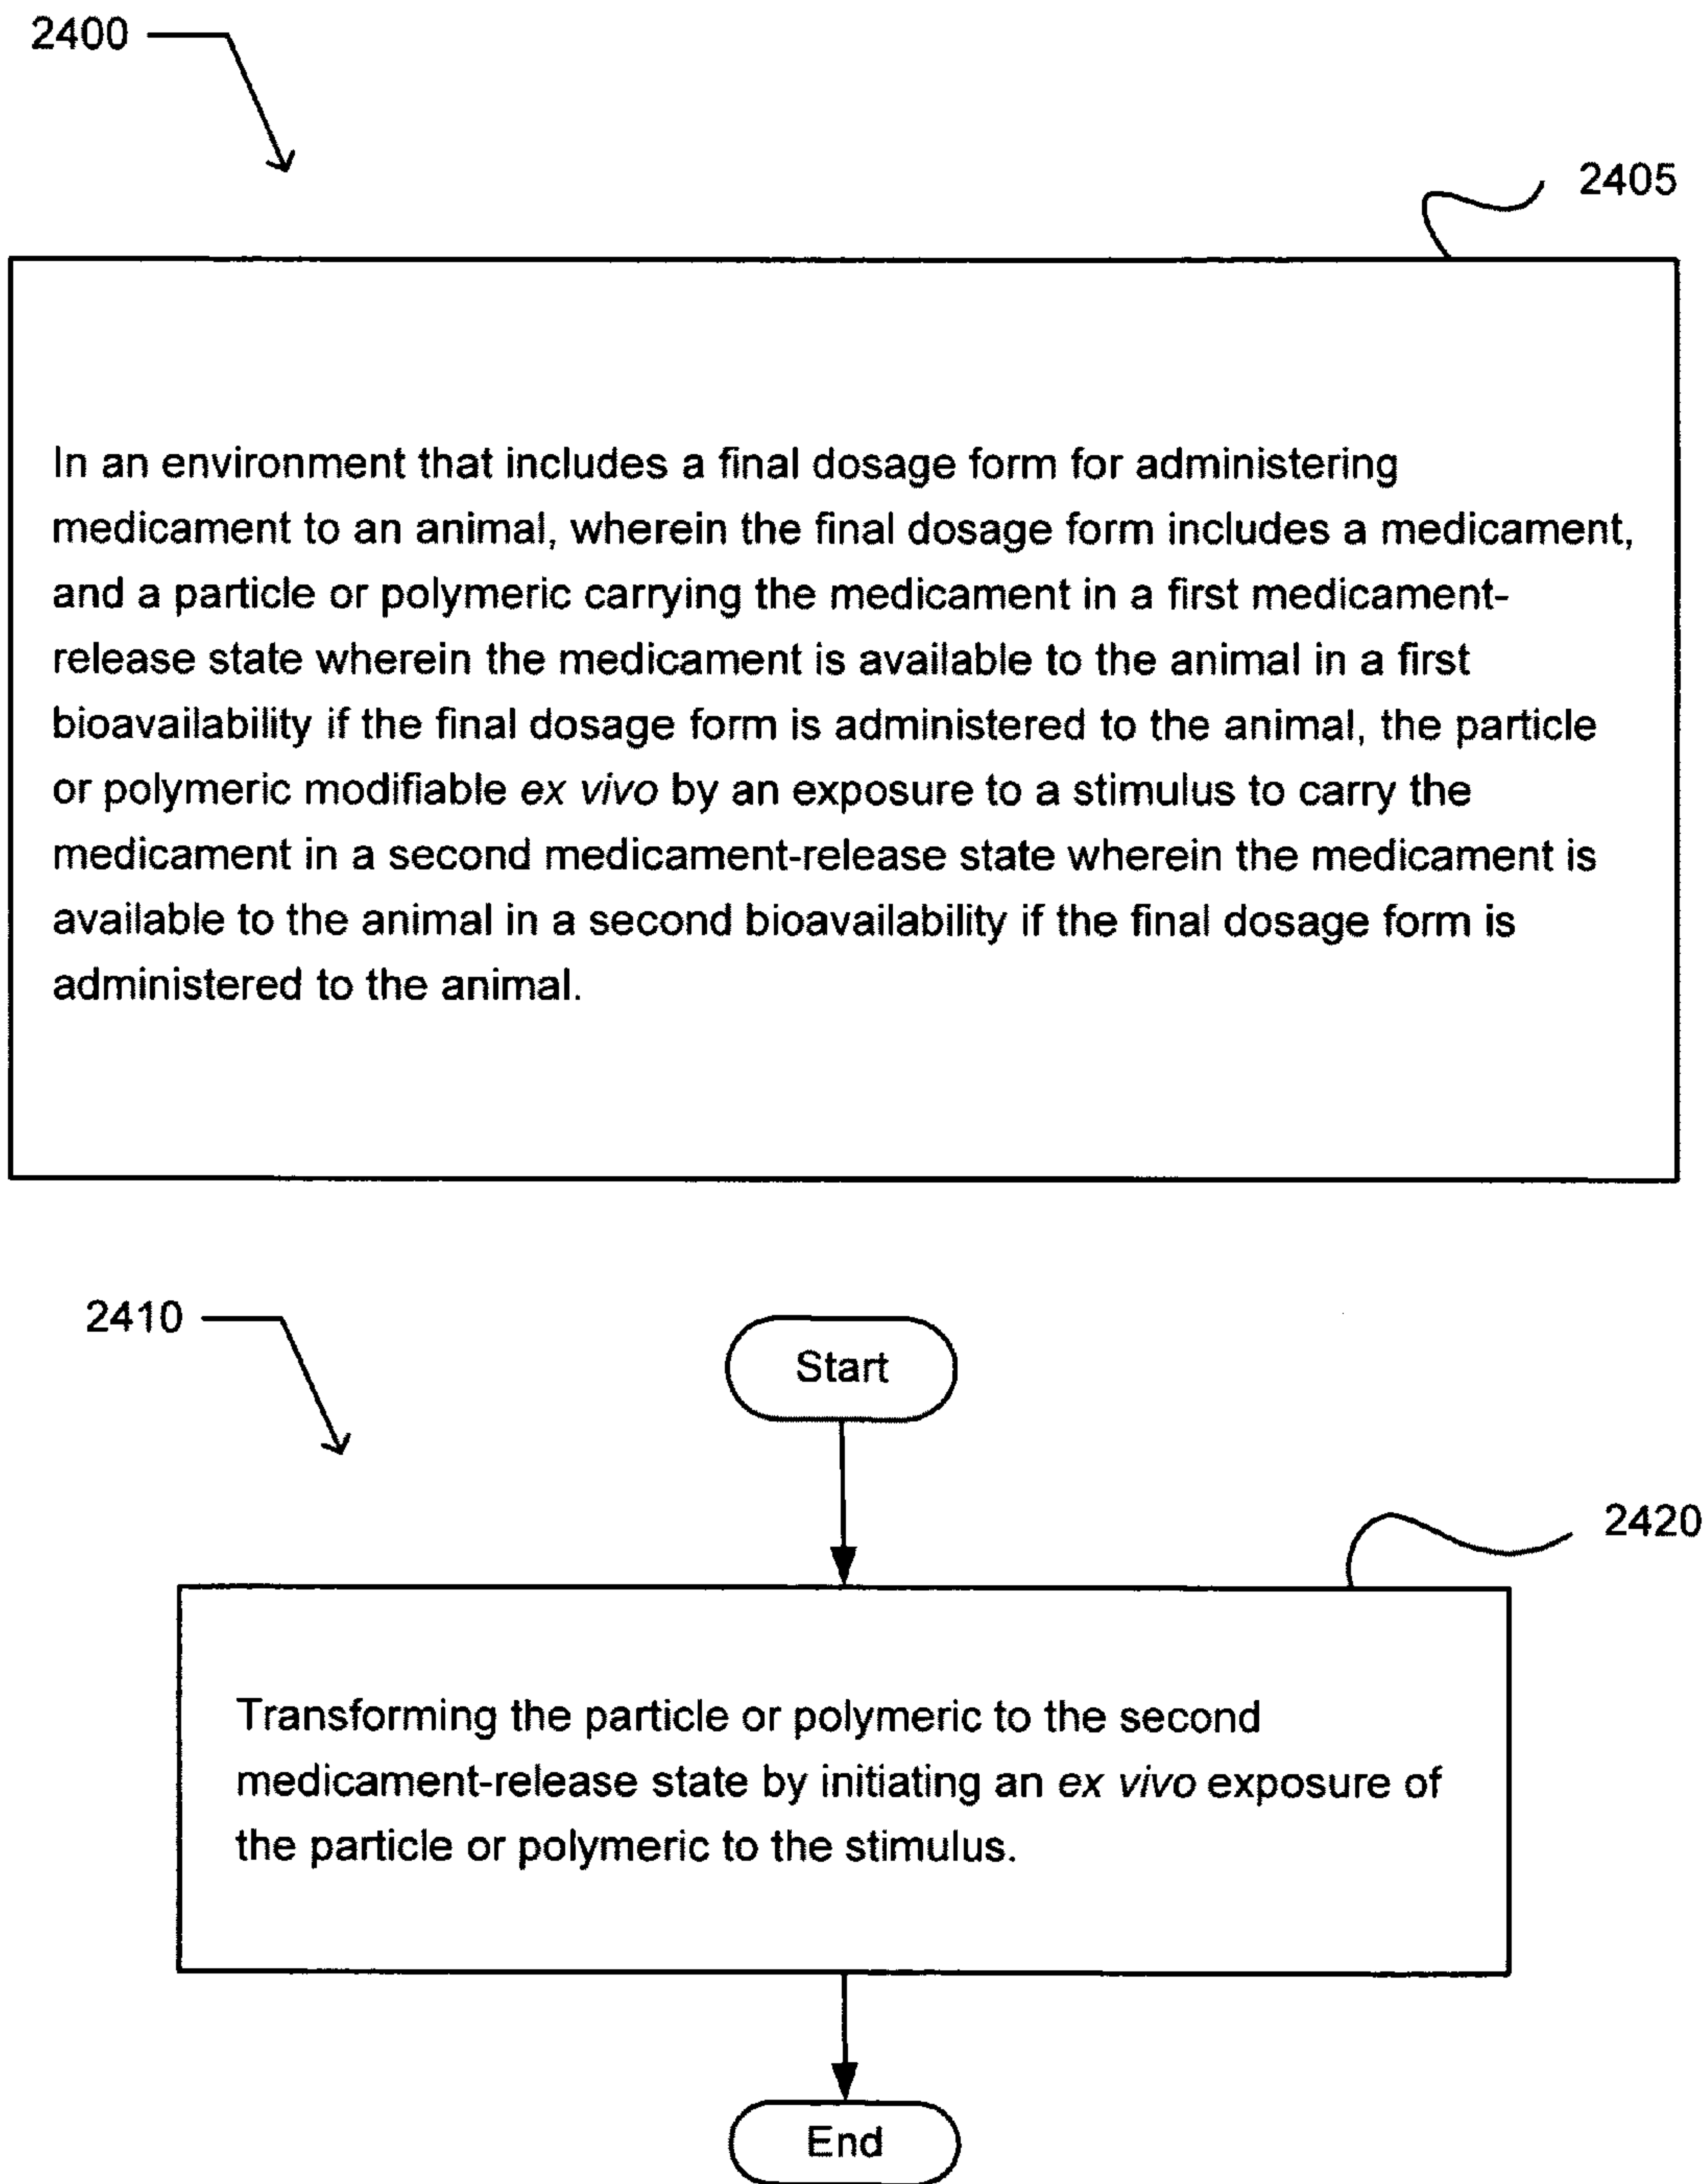 2400
2405
In an environment that includes a final dosage form for administering
medicament to an animal, wherein the final dosage form includes a medicament,
and a particle or polymeric carrying the medicament in a first medicament-
release state wherein the medicament is available to the animal in a first
bioavailability if the final dosage form is administered to the animal, the particle
or polymeric modifiable ex vivo by an exposure to a stimulus to carry the
medicament in a second medicament-release state wherein the medicament is
available to the animal in a second bioavailability if the final dosage form is
administered to the animal.
2410
Start
2420
Transforming the particle or polymeric to the second
medicament-release state by initiating an ex vivo exposure of
the particle or polymeric to the stimulus.
End